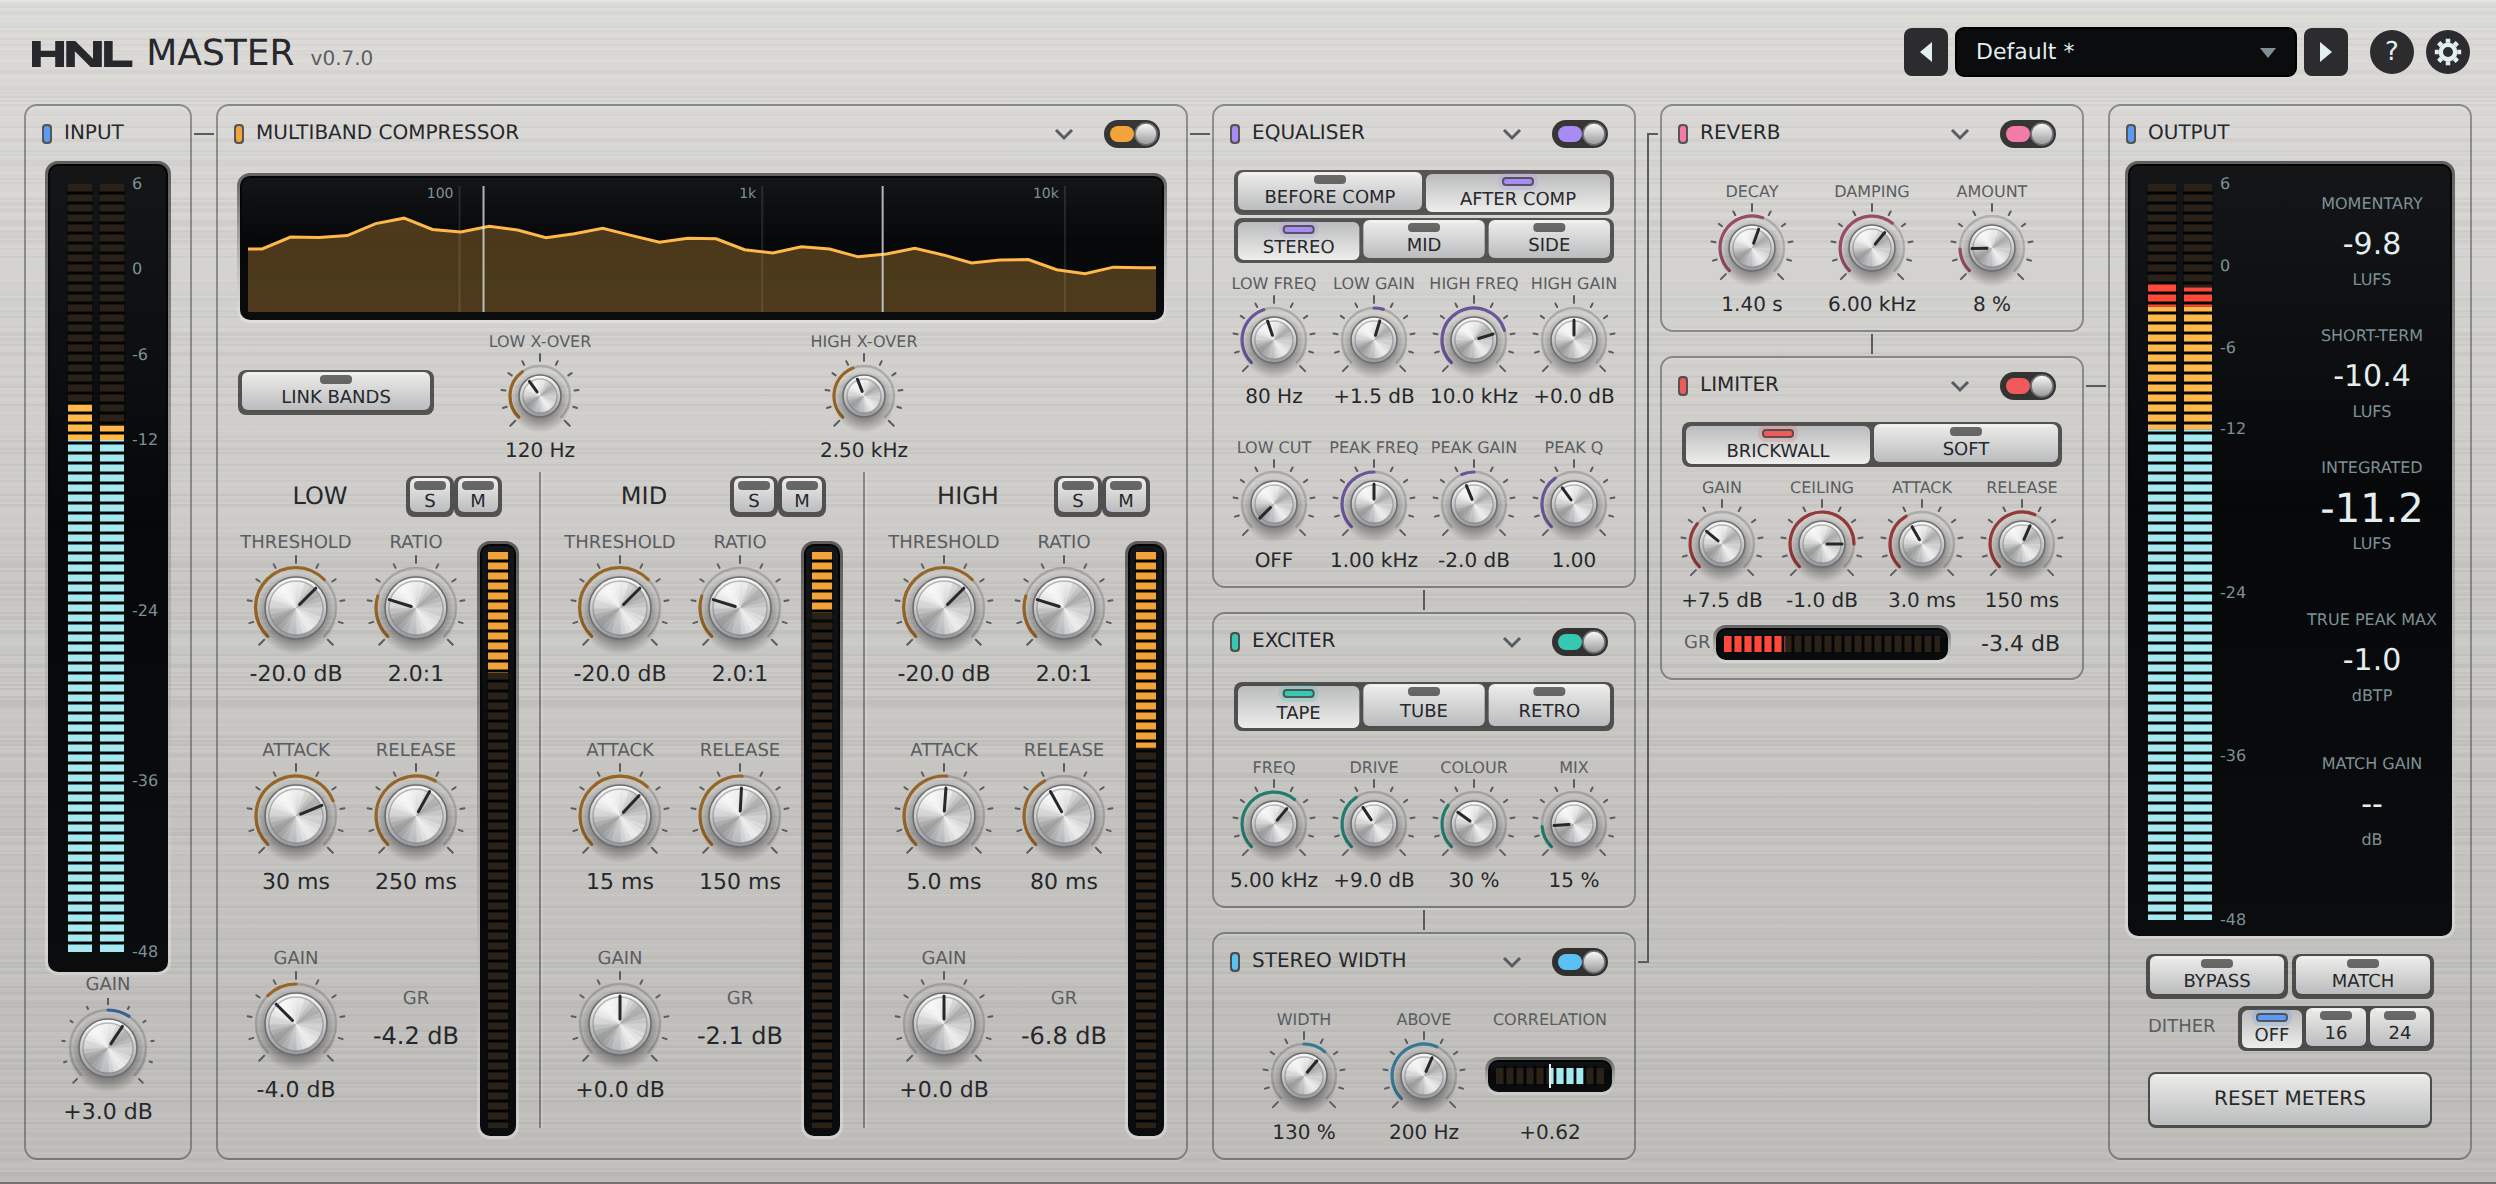 HNL MASTER v0.7.0
Default *
?
INPUT
6
0
-6
-12
-24
-36
-48
GAIN
+3.0 dB
MULTIBAND COMPRESSOR
100 1k 10k
LOW X-OVER HIGH X-OVER
LINK BANDS
120 Hz 2.50 kHz
LOW S M
THRESHOLD RATIO
-20.0 dB 2.0:1
ATTACK RELEASE
30 ms 250 ms
GAIN GR
-4.2 dB
-4.0 dB
MID S M
THRESHOLD RATIO
-20.0 dB 2.0:1
ATTACK RELEASE
15 ms 150 ms
GAIN GR
-2.1 dB
+0.0 dB
HIGH S M
THRESHOLD RATIO
-20.0 dB 2.0:1
ATTACK RELEASE
5.0 ms 80 ms
GAIN GR
-6.8 dB
+0.0 dB
EQUALISER
BEFORE COMP AFTER COMP
STEREO MID SIDE
LOW FREQ LOW GAIN HIGH FREQ HIGH GAIN
80 Hz +1.5 dB 10.0 kHz +0.0 dB
LOW CUT PEAK FREQ PEAK GAIN PEAK Q
OFF 1.00 kHz -2.0 dB 1.00
EXCITER
TAPE TUBE RETRO
FREQ DRIVE COLOUR MIX
5.00 kHz +9.0 dB 30 % 15 %
STEREO WIDTH
WIDTH ABOVE CORRELATION
130 % 200 Hz +0.62
REVERB
DECAY DAMPING AMOUNT
1.40 s 6.00 kHz 8 %
LIMITER
BRICKWALL SOFT
GAIN CEILING ATTACK RELEASE
+7.5 dB -1.0 dB 3.0 ms 150 ms
GR -3.4 dB
OUTPUT
6
0
-6
-12
-24
-36
-48
MOMENTARY
-9.8
LUFS
SHORT-TERM
-10.4
LUFS
INTEGRATED
-11.2
LUFS
TRUE PEAK MAX
-1.0
dBTP
MATCH GAIN
--
dB
BYPASS MATCH
DITHER OFF 16 24
RESET METERS